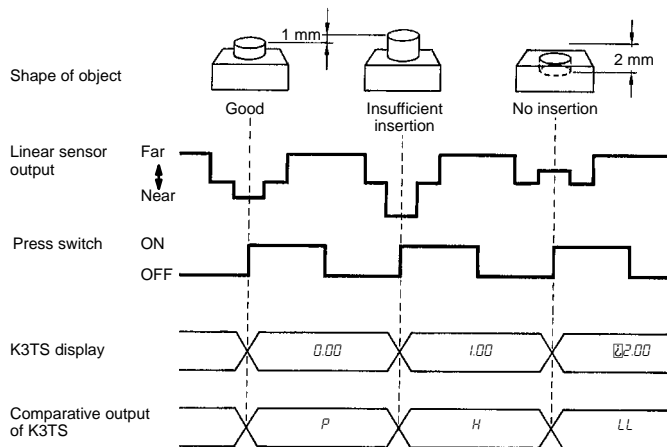 1 mm
2 mm
Shape of object
Good
Insufficient
insertion
No insertion
Linear sensor
output
Far
Near
Press switch
ON
OFF
K3TS display
0.00
1.00
2.00
Comparative output
of K3TS
P
H
LL